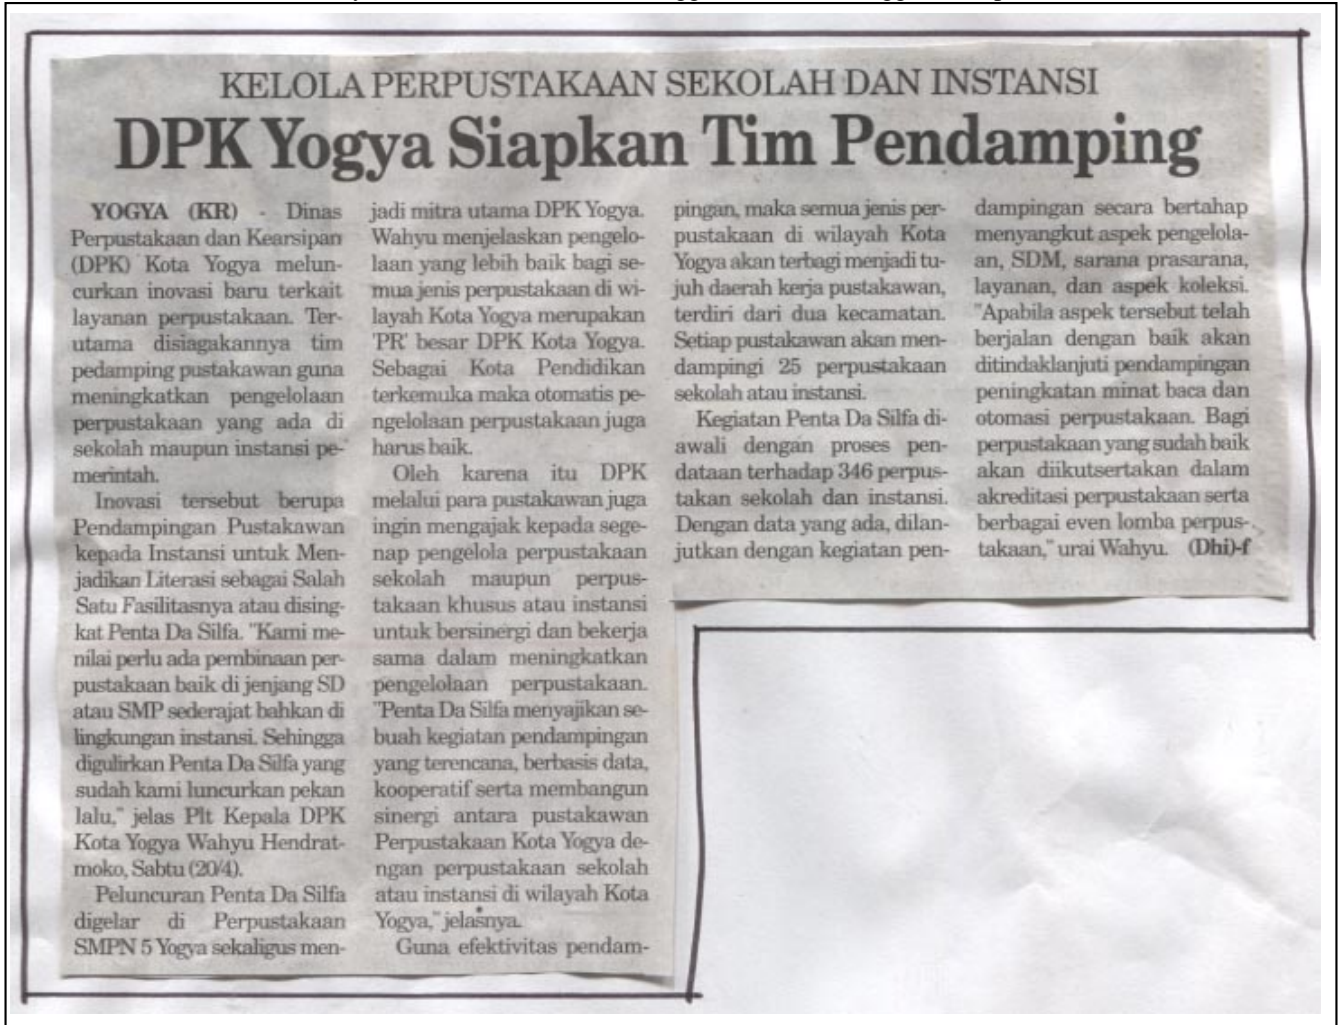 KELOLA PERPUSTAKAAN SEKOLAH DAN INSTANSI
DPK Yogya Siapkan Tim Pendamping
YOGYA (KR) - Dinas
Perpustakaan dan Kearsipan
(DPK) Kota Yogya melun-
curkan inovasi baru terkait
layanan perpustakaan. Ter-
utama disiagakannya tim
pedamping pustakawan guna
meningkatkan pengelolaan
perpustakaan yang ada di
sekolah maupun instansi pe-
merintah.
Inovasi tersebut berupa
Pendampingan Pustakawan
kepada Instansi untuk Men-
jadikan Literasi sebagai Salah
Satu Fasilitasnya atau dising-
kat Penta Da Silfa. "Kami me-
nilai perlu ada pembinaan per-
pustakaan baik di jenjang SD
atau SMP sederajat bahkan di
lingkungan instansi. Sehingga
digulirkan Penta Da Silfa yang
sudah kami luncurkan pekan
lalu," jelas Plt Kepala DPK
Kota Yogya Wahyu Hendrat-
moko, Sabtu (20/4).
Peluncuran Penta Da Silfa
digelar di Perpustakaan
SMPN 5 Yogya sekaligus men-
jadi mitra utama DPK Yogya.
Wahyu menjelaskan pengelo-
laan yang lebih baik bagi se-
mua jenis perpustakaan di wi-
layah Kota Yogya merupakan
'PR' besar DPK Kota Yogya.
Sebagai Kota Pendidikan
terkemuka maka otomatis pe-
ngelolaan perpustakaan juga
harus baik.
Oleh karena itu DPK
melalui para pustakawan juga
ingin mengajak kepada sege-
nap pengelola perpustakaan
sekolah maupun perpus-
takaan khusus atau instansi
untuk bersinergi dan bekerja
sama dalam meningkatkan
pengelolaan perpustakaan.
"Penta Da Silfa menyajikan se-
buah kegiatan pendampingan
yang terencana, berbasis data,
kooperatif serta membangun
sinergi antara pustakawan
Perpustakaan Kota Yogya de-
ngan perpustakaan sekolah
atau instansi di wilayah Kota
Yogya," jelasnya.
Guna efektivitas pendam-
pingan, maka semua jenis per-
pustakaan di wilayah Kota
Yogya akan terbagi menjadi tu-
juh daerah kerja pustakawan,
terdiri dari dua kecamatan.
Setiap pustakawan akan men-
dampingi 25 perpustakaan
sekolah atau instansi.
Kegiatan Penta Da Silfa di-
awali dengan proses pen-
dataan terhadap 346 perpus-
takan sekolah dan instansi.
Dengan data yang ada, dilan-
jutkan dengan kegiatan pen-
dampingan secara bertahap
menyangkut aspek pengelola-
an, SDM, sarana prasarana,
layanan, dan aspek koleksi.
"Apabila aspek tersebut telah
berjalan dengan baik akan
ditindaklanjuti pendampingan
peningkatan minat baca dan
otomasi perpustakaan. Bagi
perpustakaan yang sudah baik
akan diikutsertakan dalam
akreditasi perpustakaan serta
berbagai even lomba perpus-
takaan," urai Wahyu. (Dhi)-f